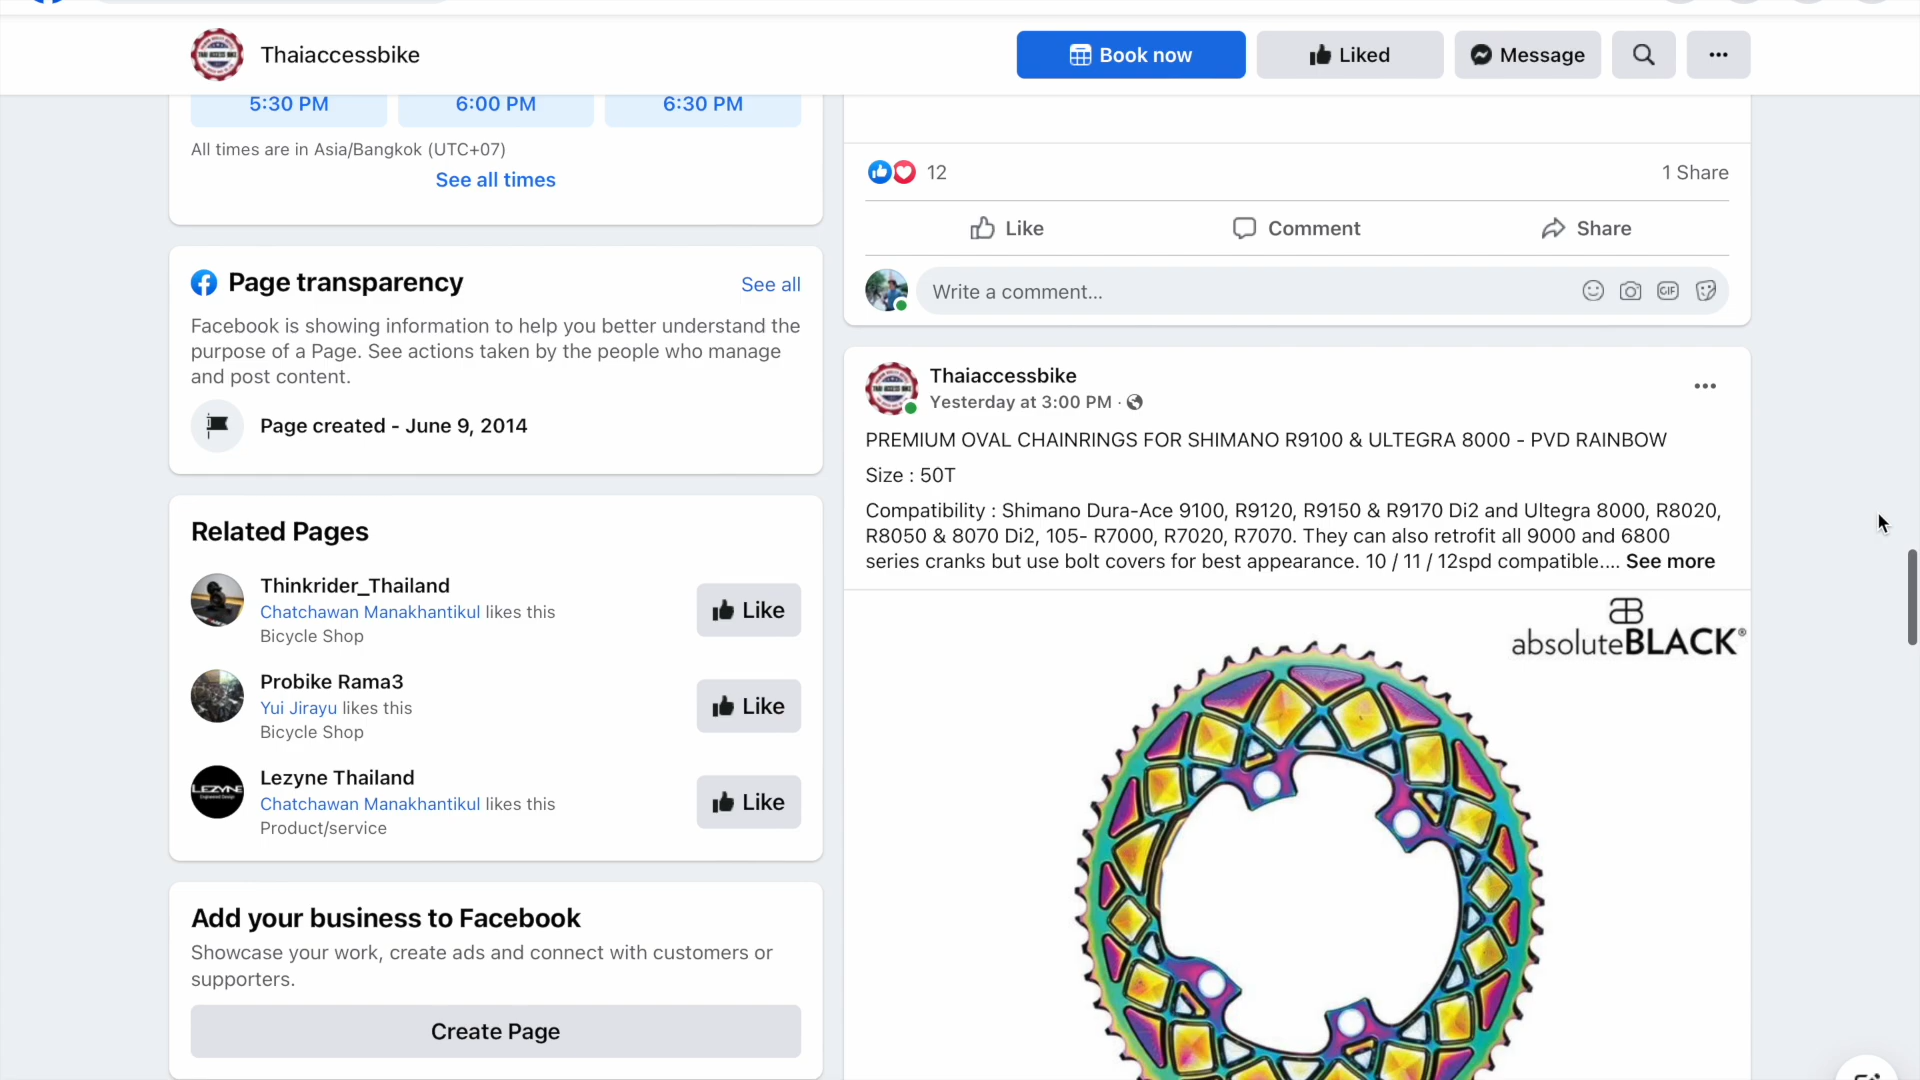 Thaiaccessbike
Book now
Liked
Message
5:30 PM
6:00 PM
6:30 PM
All times are in Asia/Bangkok (UTC+07)
See all times
Page transparency
See all
Facebook is showing information to help you better understand the
purpose of a Page. See actions taken by the people who manage
and post content.
Page created - June 9, 2014
Related Pages
Thinkrider_Thailand
Chatchawan Manakhantikul likes this
Bicycle Shop
Like
Probike Rama3
Yui Jirayu likes this
Bicycle Shop
Like
LEZYNE
Lezyne Thailand
Chatchawan Manakhantikul likes this
Product/service
Like
Add your business to Facebook
Showcase your work, create ads and connect with customers or
supporters.
Create Page
12
1 Share
Like
Comment
Share
Write a comment...
GIF
Thaiaccessbike
Yesterday at 3:00 PM ·
PREMIUM OVAL CHAINRINGS FOR SHIMANO R9100 & ULTEGRA 8000 - PVD RAINBOW
Size : 50T
Compatibility : Shimano Dura-Ace 9100, R9120, R9150 & R9170 Di2 and Ultegra 8000, R8020,
R8050 & 8070 Di2, 105- R7000, R7020, R7070. They can also retrofit all 9000 and 6800
series cranks but use bolt covers for best appearance. 10 / 11 / 12spd compatible.... See more
absoluteBLACK®